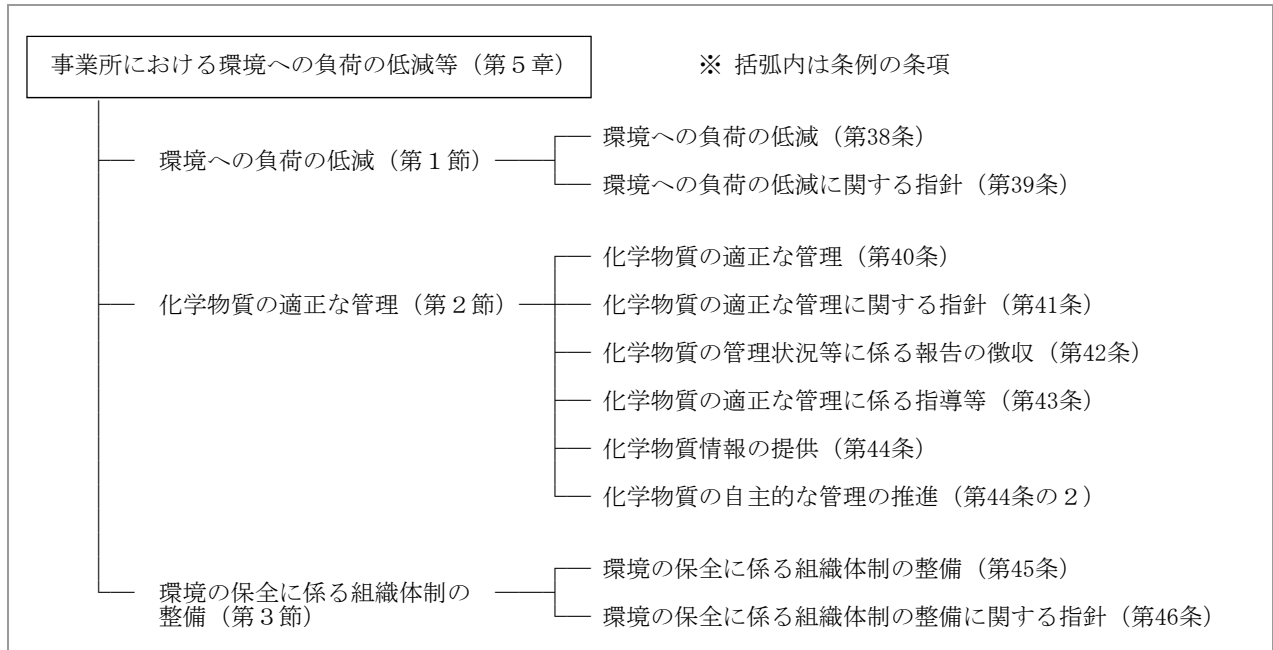 事業所における環境への負荷の低減等（第５章）
※ 括弧内は条例の条項
環境への負荷の低減（第１節）
環境への負荷の低減（第38条）
環境への負荷の低減に関する指針（第39条）
化学物質の適正な管理（第２節）
化学物質の適正な管理（第40条）
化学物質の適正な管理に関する指針（第41条）
化学物質の管理状況等に係る報告の徴収（第42条）
化学物質の適正な管理に係る指導等（第43条）
化学物質情報の提供（第44条）
化学物質の自主的な管理の推進（第44条の２）
環境の保全に係る組織体制の
整備（第３節）
環境の保全に係る組織体制の整備（第45条）
環境の保全に係る組織体制の整備に関する指針（第46条）